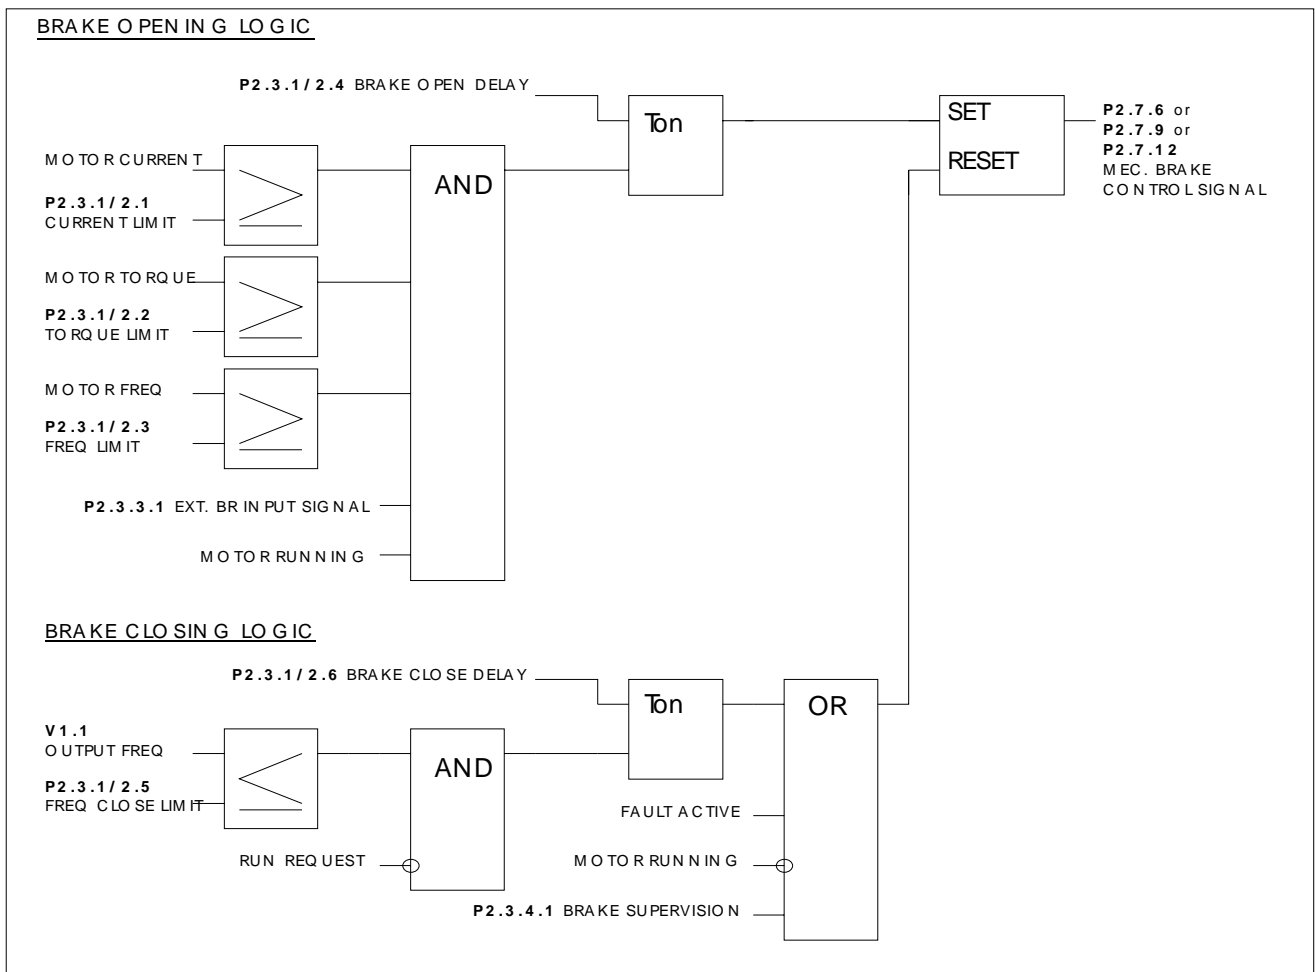 BRAKE OPENING LOGIC
P2.3.1/2.4 BRAKE OPEN DELAY
Ton
SET
RESET
P2.7.6 or
P2.7.9 or
P2.7.12
MEC. BRAKE
CONTROL SIGNAL
MOTOR CURRENT
P2.3.1/2.1
CURRENT LIMIT
AND
MOTOR TORQUE
P2.3.1/2.2
TORQUE LIMIT
MOTOR FREQ
P2.3.1/2.3
FREQ LIMIT
P2.3.3.1 EXT. BR INPUT SIGNAL
MOTOR RUNNING
BRAKE CLOSING LOGIC
P2.3.1/2.6 BRAKE CLOSE DELAY
Ton
OR
V1.1
OUTPUT FREQ
P2.3.1/2.5
FREQ CLOSE LIMIT
AND
RUN REQUEST
FAULT ACTIVE
MOTOR RUNNING
P2.3.4.1 BRAKE SUPERVISION